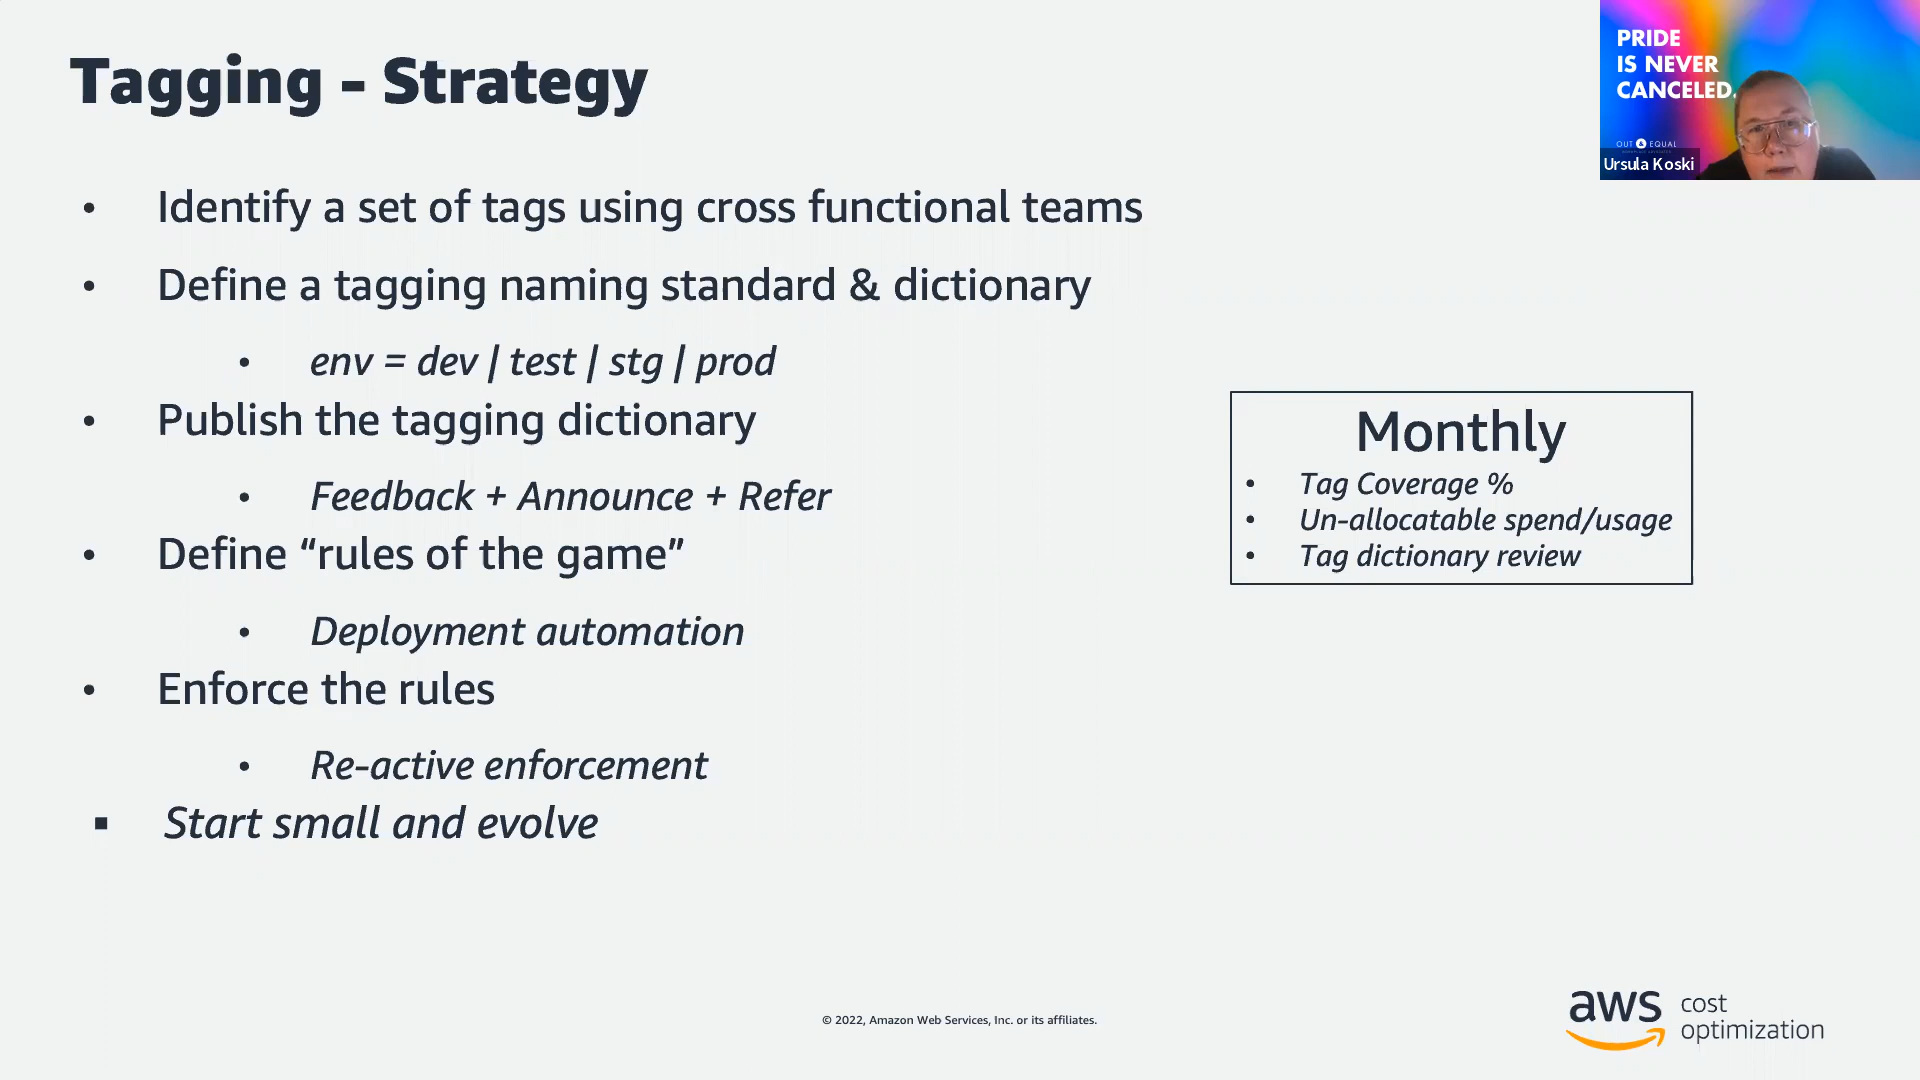 Tagging - Strategy
• Identify a set of tags using cross functional teams
• Define a tagging naming standard & dictionary
• env = dev | test | stg | prod
• Publish the tagging dictionary
• Feedback + Announce + Refer
• Define “rules of the game”
• Deployment automation
• Enforce the rules
• Re-active enforcement
▪ Start small and evolve
Monthly
• Tag Coverage %
• Un-allocatable spend/usage
• Tag dictionary review
PRIDE
IS NEVER
CANCELED.
OUT & EQUAL
Ursula Koski
© 2022, Amazon Web Services, Inc. or its affiliates.
aws cost
optimization